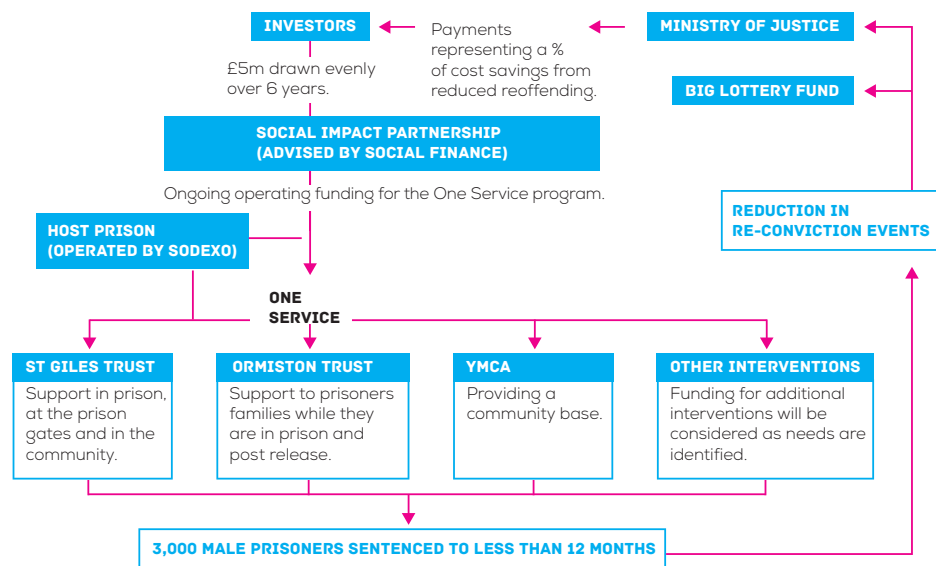 INVESTORS
Payments
representing a %
of cost savings from
reduced reoffending.
MINISTRY OF JUSTICE
£5m drawn evenly
over 6 years.
BIG LOTTERY FUND
SOCIAL IMPACT PARTNERSHIP
(ADVISED BY SOCIAL FINANCE)
Ongoing operating funding for the One Service program.
REDUCTION IN
RE-CONVICTION EVENTS
HOST PRISON
(OPERATED BY SODEXO)
ONE
SERVICE
ST GILES TRUST
Support in prison,
at the prison
gates and in the
community.
ORMISTON TRUST
Support to prisoners
families while they
are in prison and
post release.
YMCA
Providing a
community base.
OTHER INTERVENTIONS
Funding for additional
interventions will be
considered as needs are
identified.
3,000 MALE PRISONERS SENTENCED TO LESS THAN 12 MONTHS